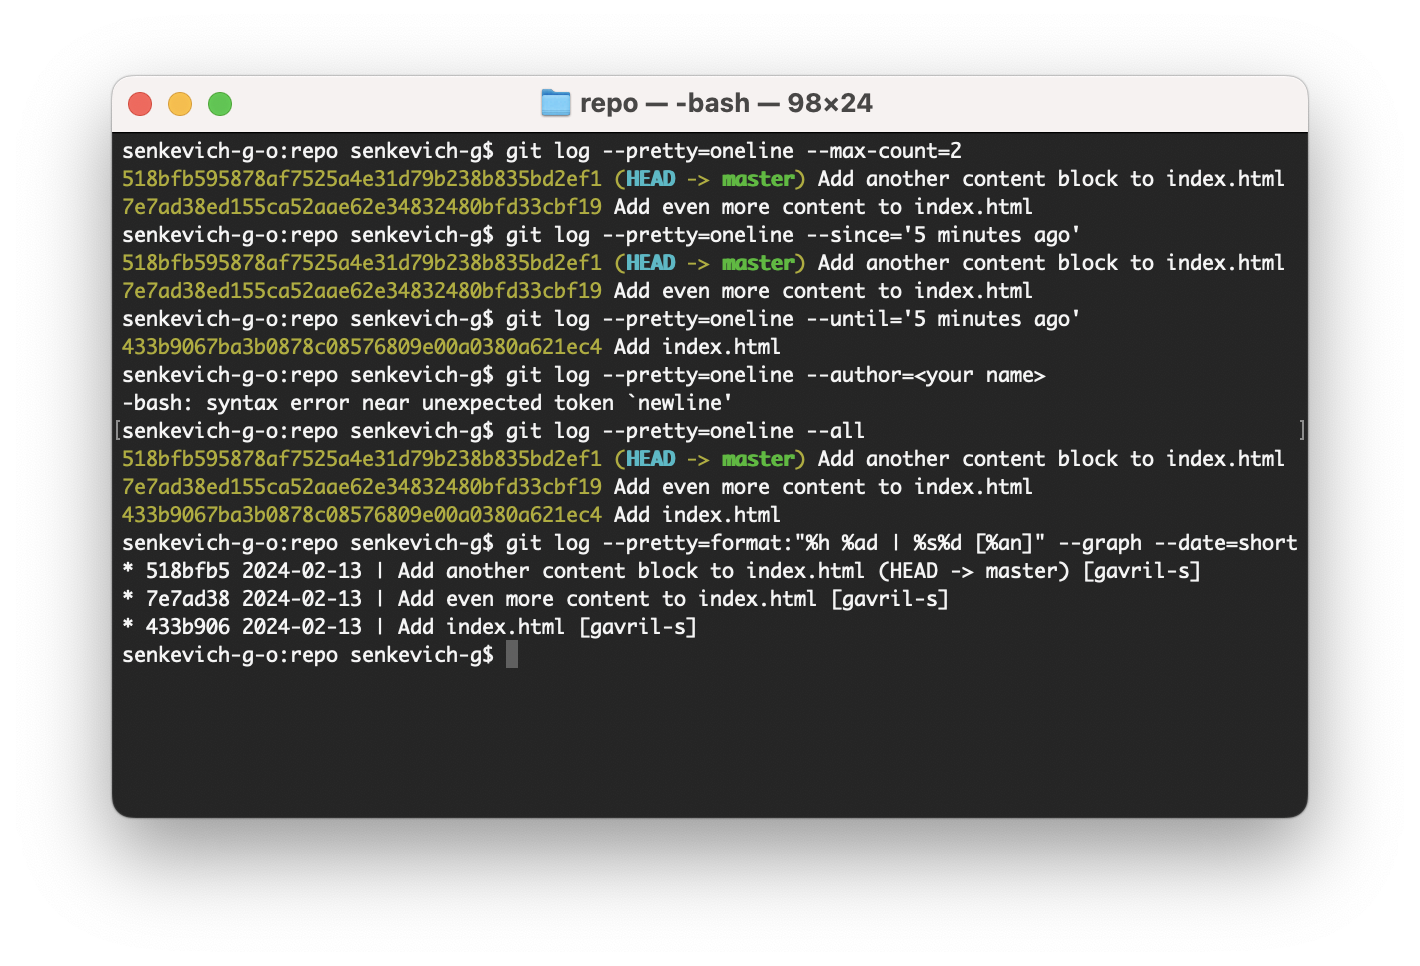 repo — -bash — 98×24
senkevich-g-o:repo senkevich-g$ git log --pretty=oneline --max-count=2
518bfb595878af7525a4e31d79b238b835bd2ef1 (HEAD -> master) Add another content block to index.html
7e7ad38ed155ca52aae62e34832480bfd33cbf19 Add even more content to index.html
senkevich-g-o:repo senkevich-g$ git log --pretty=oneline --since='5 minutes ago'
518bfb595878af7525a4e31d79b238b835bd2ef1 (HEAD -> master) Add another content block to index.html
7e7ad38ed155ca52aae62e34832480bfd33cbf19 Add even more content to index.html
senkevich-g-o:repo senkevich-g$ git log --pretty=oneline --until='5 minutes ago'
433b9067ba3b0878c08576809e00a0380a621ec4 Add index.html
senkevich-g-o:repo senkevich-g$ git log --pretty=oneline --author=<your name>
-bash: syntax error near unexpected token `newline'
[senkevich-g-o:repo senkevich-g$ git log --pretty=oneline --all ]
518bfb595878af7525a4e31d79b238b835bd2ef1 (HEAD -> master) Add another content block to index.html
7e7ad38ed155ca52aae62e34832480bfd33cbf19 Add even more content to index.html
433b9067ba3b0878c08576809e00a0380a621ec4 Add index.html
senkevich-g-o:repo senkevich-g$ git log --pretty=format:"%h %ad | %s%d [%an]" --graph --date=short
* 518bfb5 2024-02-13 | Add another content block to index.html (HEAD -> master) [gavril-s]
* 7e7ad38 2024-02-13 | Add even more content to index.html [gavril-s]
* 433b906 2024-02-13 | Add index.html [gavril-s]
senkevich-g-o:repo senkevich-g$